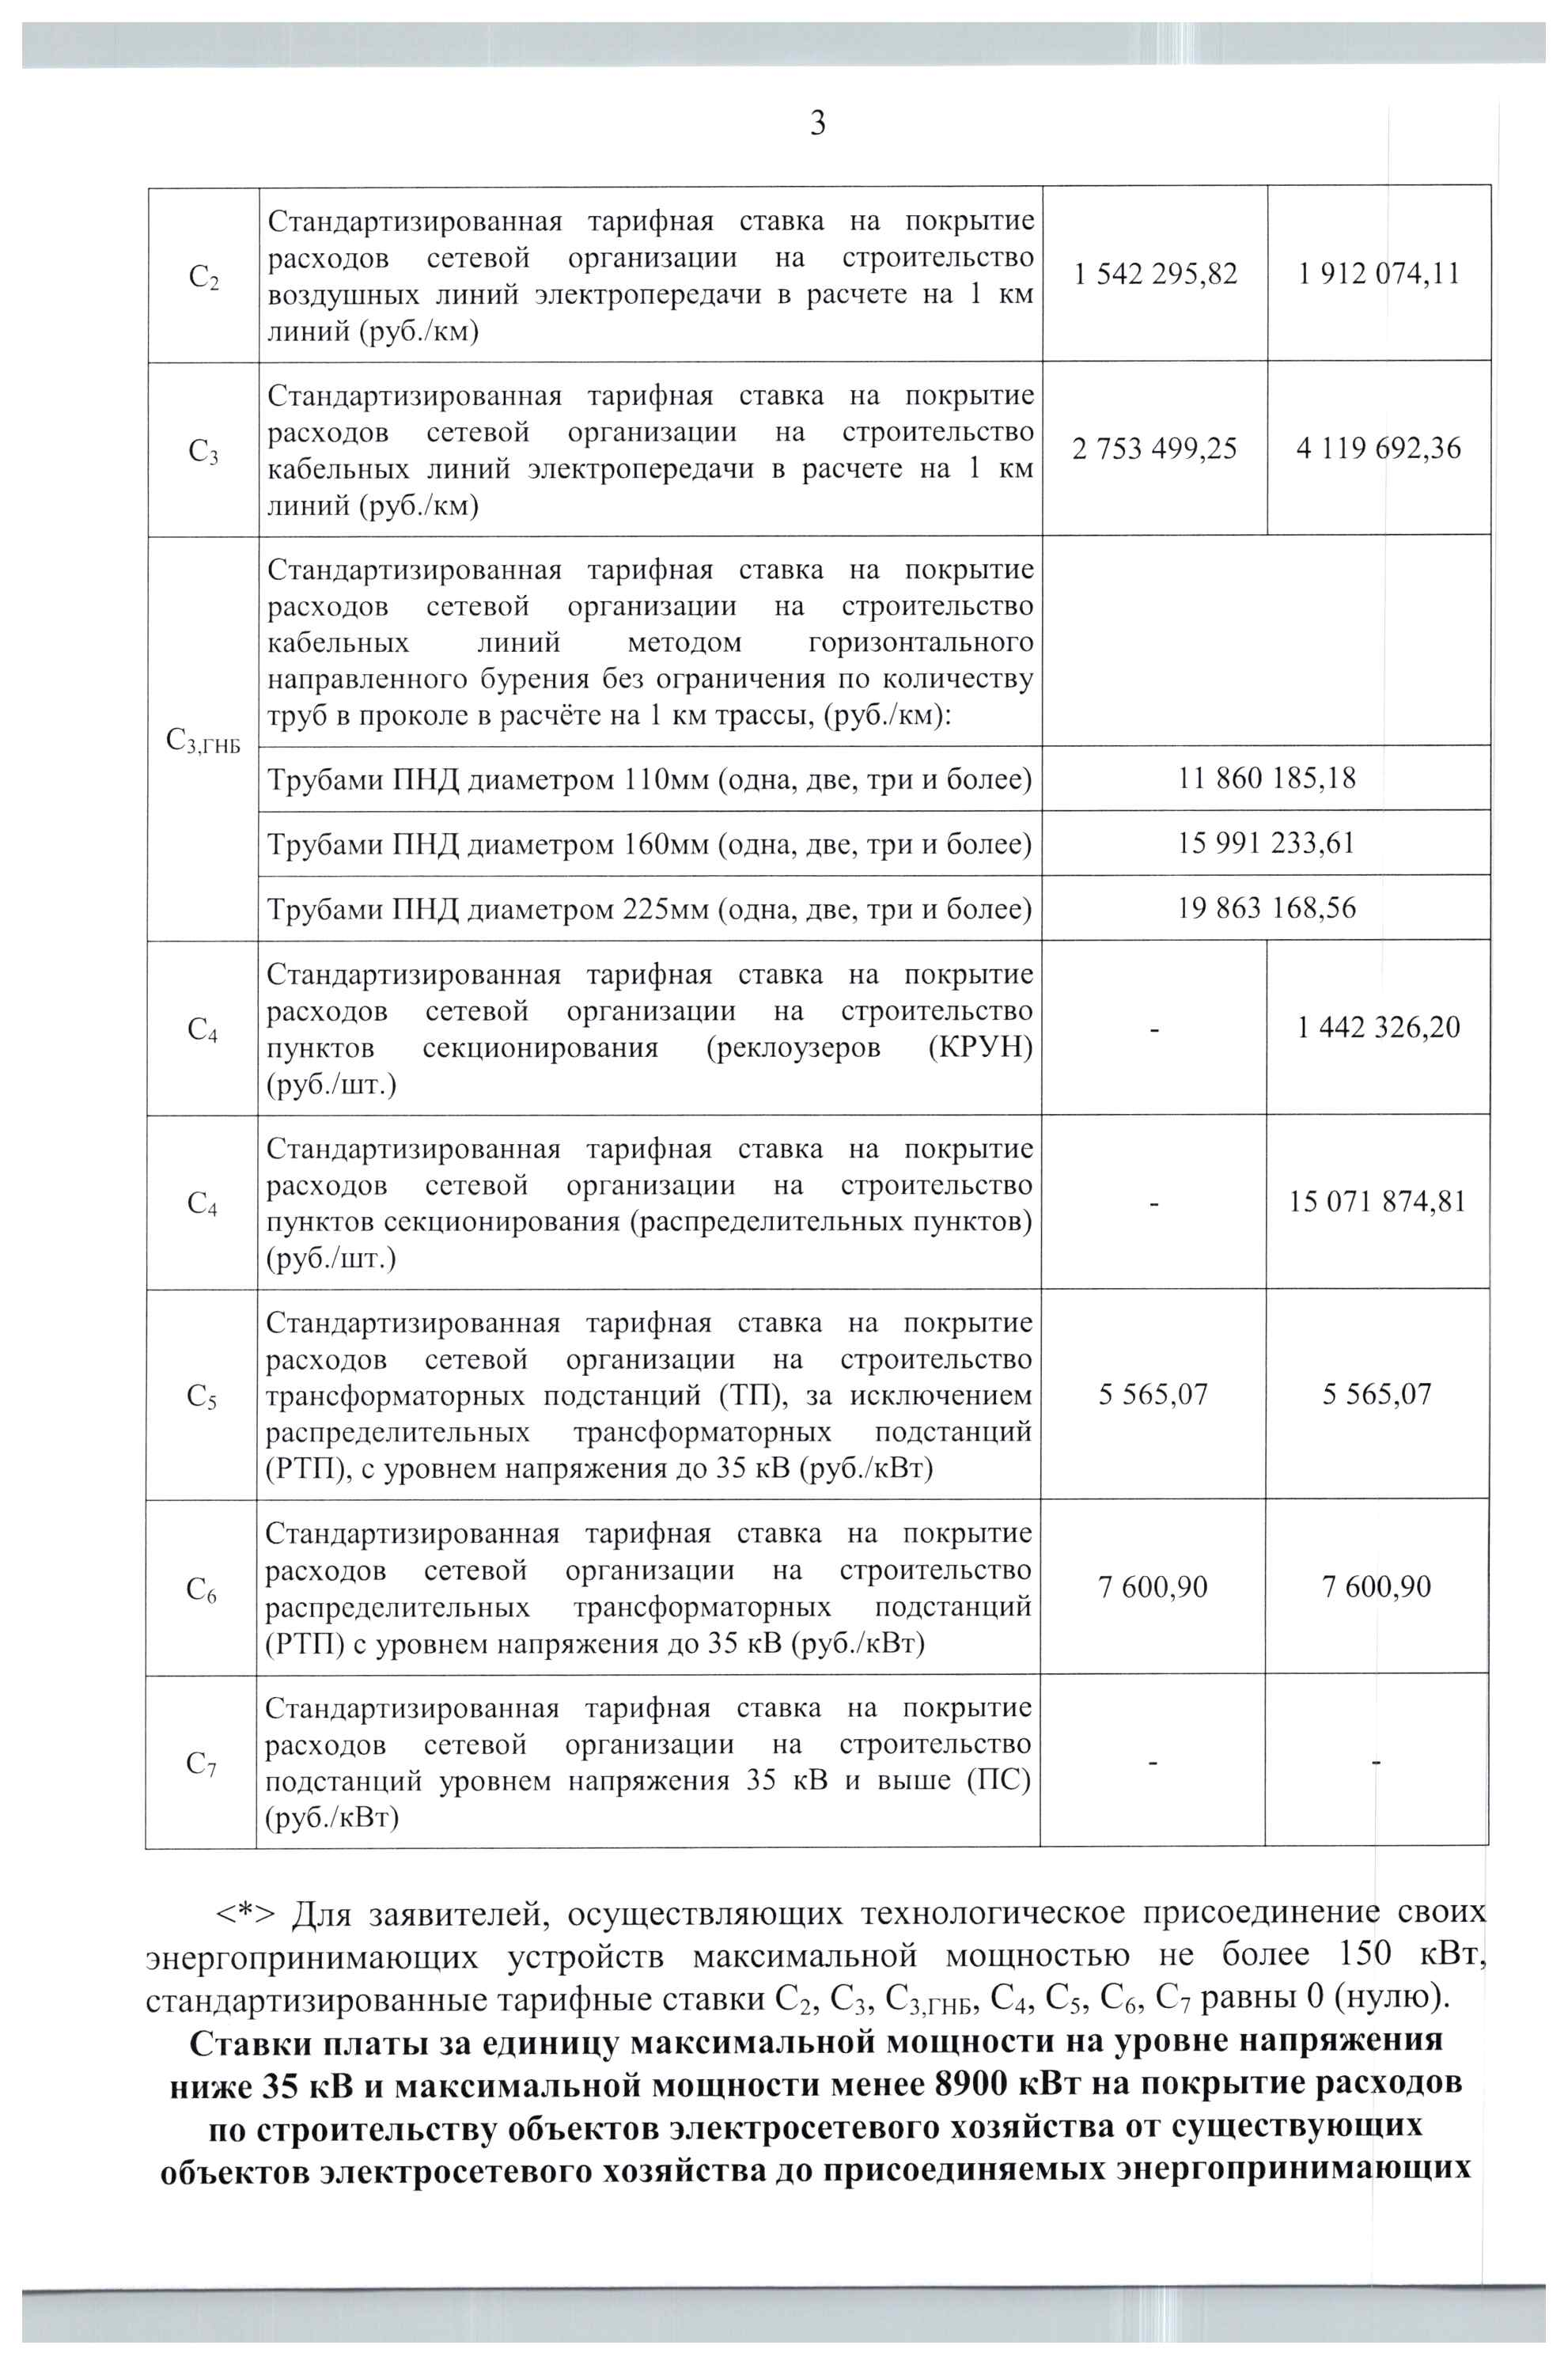 3
Стандартизированная тарифная ставка на покрытие
расходов сетевой организации на строительство
воздушных линий электропередачи в расчете на 1 км
линий (руб./км)
С2
1 542 295,82
1 912 074,11
Стандартизированная тарифная ставка на покрытие
расходов сетевой организации на строительство
кабельных линий электропередачи в расчете на 1 км
линий (руб./км)
С3
2 753 499,25
4 119 692,36
Стандартизированная тарифная ставка на покрытие
расходов сетевой организации на строительство
кабельных линий методом горизонтального
направленного бурения без ограничения по количеству
труб в проколе в расчёте на 1 км трассы, (руб./км):
С3,ГНБ
Трубами ПНД диаметром 110мм (одна, две, три и более)
11 860 185,18
Трубами ПНД диаметром 160мм (одна, две, три и более)
15 991 233,61
Трубами ПНД диаметром 225мм (одна, две, три и более)
19 863 168,56
Стандартизированная тарифная ставка на покрытие
расходов сетевой организации на строительство
пунктов секционирования (реклоузеров (КРУН)
(руб./шт.)
С4
-
1 442 326,20
Стандартизированная тарифная ставка на покрытие
расходов сетевой организации на строительство
пунктов секционирования (распределительных пунктов)
(руб./шт.)
С4
-
15 071 874,81
Стандартизированная тарифная ставка на покрытие
расходов сетевой организации на строительство
трансформаторных подстанций (ТП), за исключением
распределительных трансформаторных подстанций
(РТП), с уровнем напряжения до 35 кВ (руб./кВт)
С5
5 565,07
5 565,07
Стандартизированная тарифная ставка на покрытие
расходов сетевой организации на строительство
распределительных трансформаторных подстанций
(РТП) с уровнем напряжения до 35 кВ (руб./кВт)
С6
7 600,90
7 600,90
Стандартизированная тарифная ставка на покрытие
расходов сетевой организации на строительство
подстанций уровнем напряжения 35 кВ и выше (ПС)
(руб./кВт)
С7
-
-
<*> Для заявителей, осуществляющих технологическое присоединение своих
энергопринимающих устройств максимальной мощностью не более 150 кВт,
стандартизированные тарифные ставки С2, С3, С3,ГНБ, С4, С5, С6, С7 равны 0 (нулю).
Ставки платы за единицу максимальной мощности на уровне напряжения
ниже 35 кВ и максимальной мощности менее 8900 кВт на покрытие расходов
по строительству объектов электросетевого хозяйства от существующих
объектов электросетевого хозяйства до присоединяемых энергопринимающих